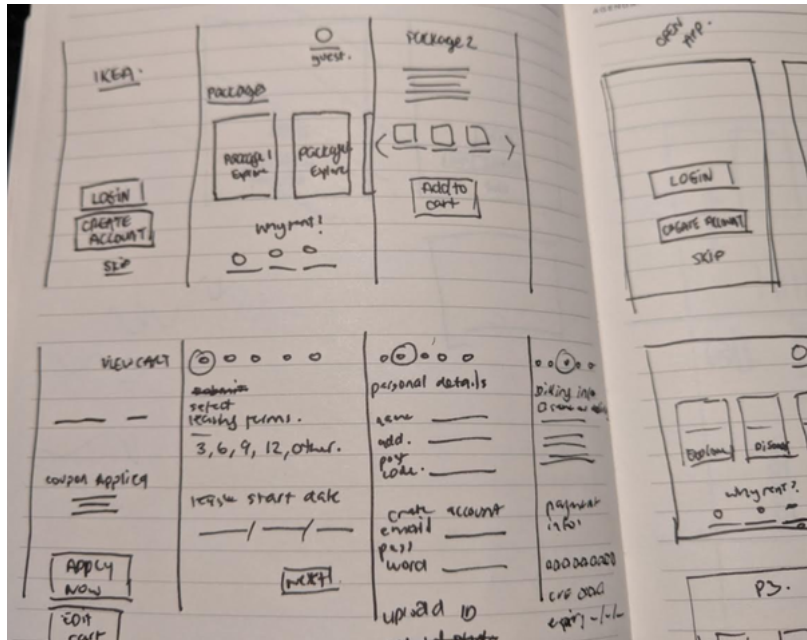 IKEA.
LOGIN
CREATE
ACCOUNT
SKIP
guest.
PACKAGES
PACKAGE 1
Explore
PACKAGE
Explore
Why rent?
PACKAGE 2
Add to
cart
VIEW CART
coupon applied
APPLY
NOW
EDIT
CART
submit
select
leasing terms.
3, 6, 9, 12, other.
lease start date
NEXT
personal details
name
add.
post
code.
create account
email
pass
word
upload ID
billing info
payment
info:
expiry -/-/-
OPEN
APP.
LOGIN
CREATE ACCOUNT
SKIP
Why rent?
P3.